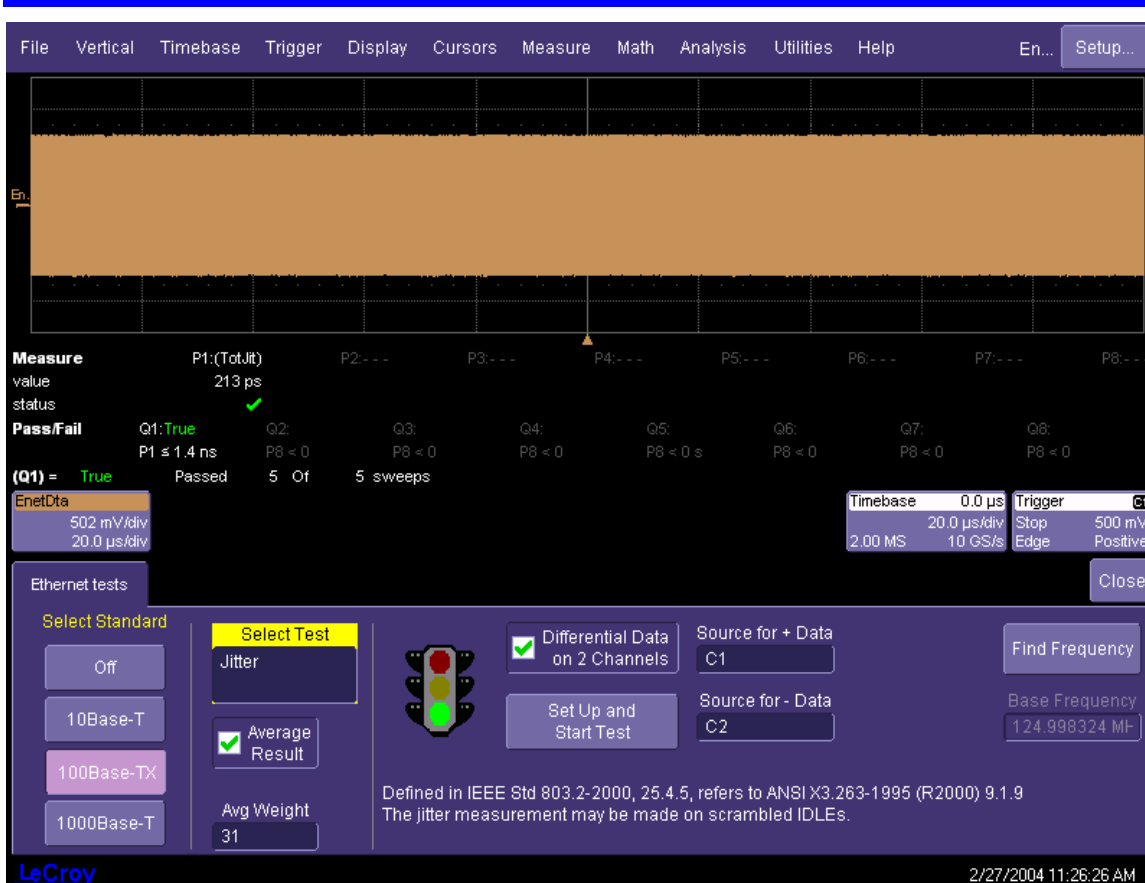 File Vertical Timebase Trigger Display Cursors Measure Math Analysis Utilities Help En... Setup...
En.
Measure P1:(TotJit) P2:- - - P3:- - - P4:- - - P5:- - - P6:- - - P7:- - - P8:- -
value 213 ps
status
Pass/Fail Q1:True Q2: Q3: Q4: Q5: Q6: Q7: Q8:
P1 ≤ 1.4 ns P8 < 0 P8 < 0 P8 < 0 P8 < 0 s P8 < 0 P8 < 0 P8 < 0
(Q1) = True Passed 5 Of 5 sweeps
EnetDta Timebase 0.0 µs Trigger
502 mV/div 20.0 µs/div Stop 500 mV
20.0 µs/div 2.00 MS 10 GS/s Edge Positive
Ethernet tests Close
Select Standard
Off
10Base-T
100Base-TX
1000Base-T
Select Test
Jitter
Average
Result
Avg Weight
31
Differential Data
on 2 Channels
Set Up and
Start Test
Source for + Data
C1
Source for - Data
C2
Find Frequency
Base Frequency
124.998324 MH
Defined in IEEE Std 803.2-2000, 25.4.5, refers to ANSI X3.263-1995 (R2000) 9.1.9
The jitter measurement may be made on scrambled IDLEs.
LeCroy 2/27/2004 11:26:26 AM